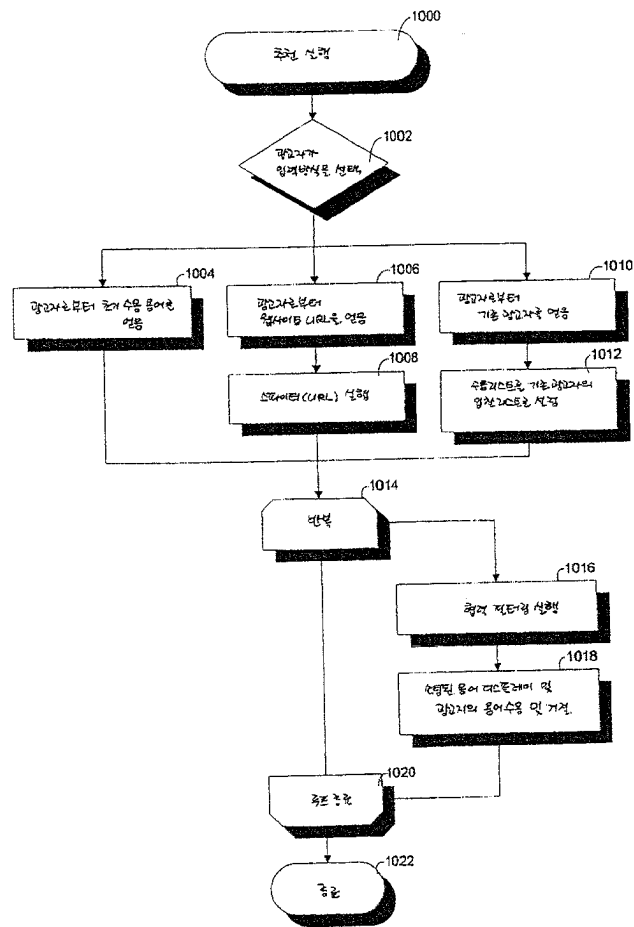 1000
추천 실행
1002
광고자가
입력방식을 선택
1004
광고자로부터 초기 수용 용어를
얻음
1006
광고자로부터
웹사이트 URL을 얻음
1010
광고자로부터
기존 광고자를 얻음
1008
스파이더(URL) 실행
1012
수용리스트를 기존 광고자의
입찰리스트로 설정
1014
반복
1016
협력 필터링 실행
1018
용어 디스플레이 및
광고자의 용어 수용 및 거절
1020
루프 종료
1022
종료